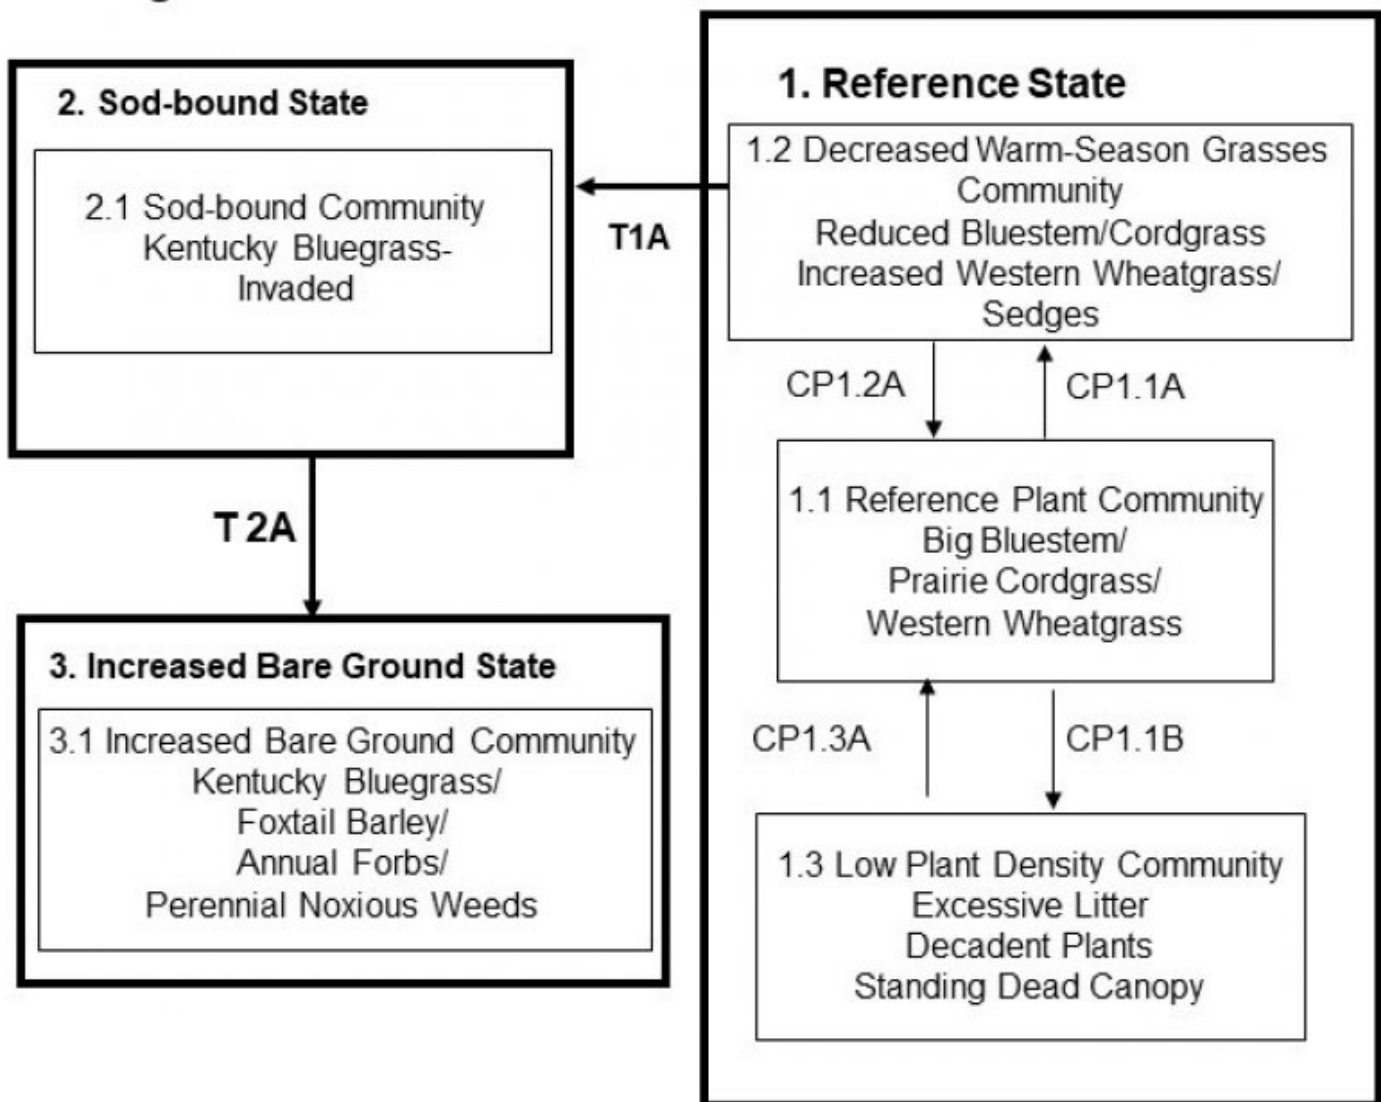 2. Sod-bound State
2.1 Sod-bound Community
Kentucky Bluegrass-
Invaded
T1A
T 2A
3. Increased Bare Ground State
3.1 Increased Bare Ground Community
Kentucky Bluegrass/
Foxtail Barley/
Annual Forbs/
Perennial Noxious Weeds
1. Reference State
1.2 Decreased Warm-Season Grasses
Community
Reduced Bluestem/Cordgrass
Increased Western Wheatgrass/
Sedges
CP1.2A
CP1.1A
1.1 Reference Plant Community
Big Bluestem/
Prairie Cordgrass/
Western Wheatgrass
CP1.3A
CP1.1B
1.3 Low Plant Density Community
Excessive Litter
Decadent Plants
Standing Dead Canopy